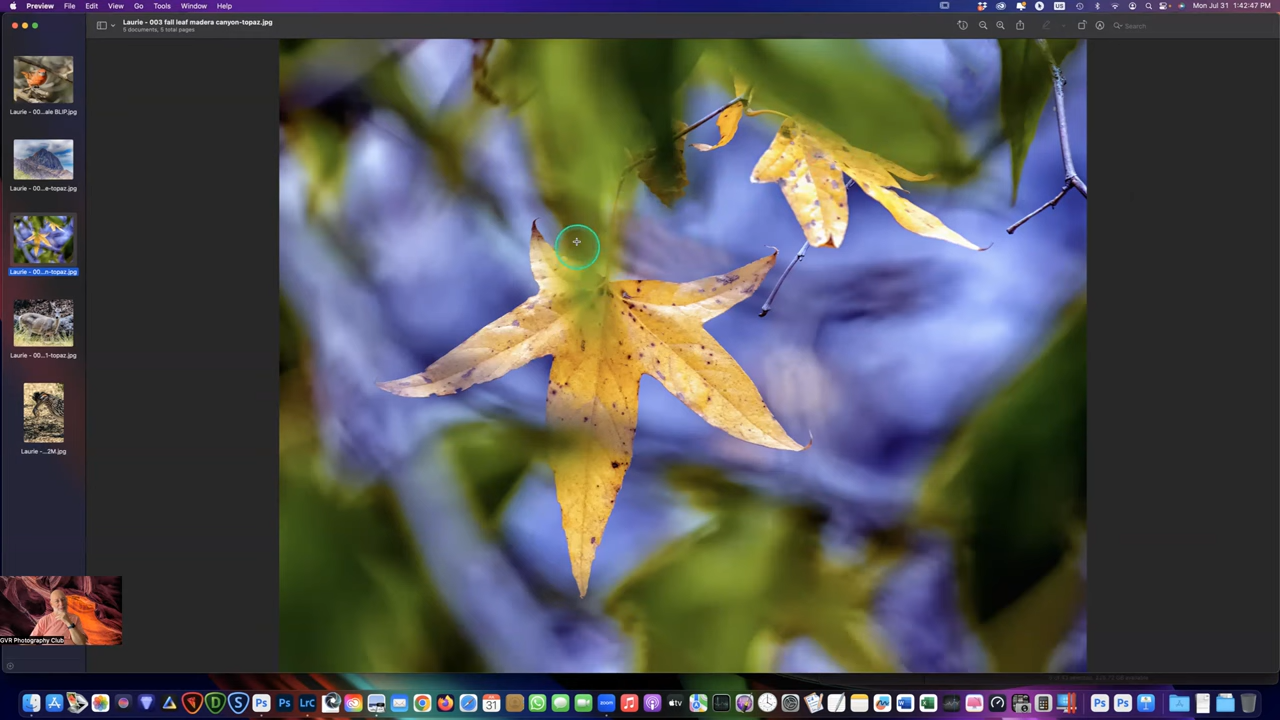 Preview File Edit View Go Tools Window Help
Mon Jul 31 1:42:47 PM
Laurie - 003 fall leaf madera canyon-topaz.jpg
5 documents, 5 total pages
Search
Laurie - 00...ale BLIP.jpg
Laurie - 00...e-topaz.jpg
Laurie - 00...n-topaz.jpg
Laurie - 00...1-topaz.jpg
Laurie -...2M.jpg
GVR Photography Club